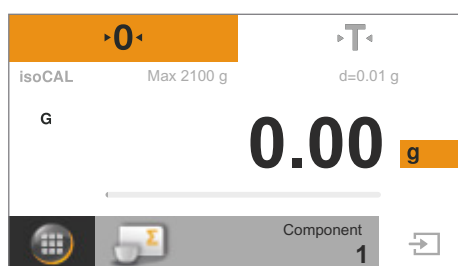 0 T
isoCAL Max 2100 g d=0.01 g
G
0.00 g
Σ
Component
1